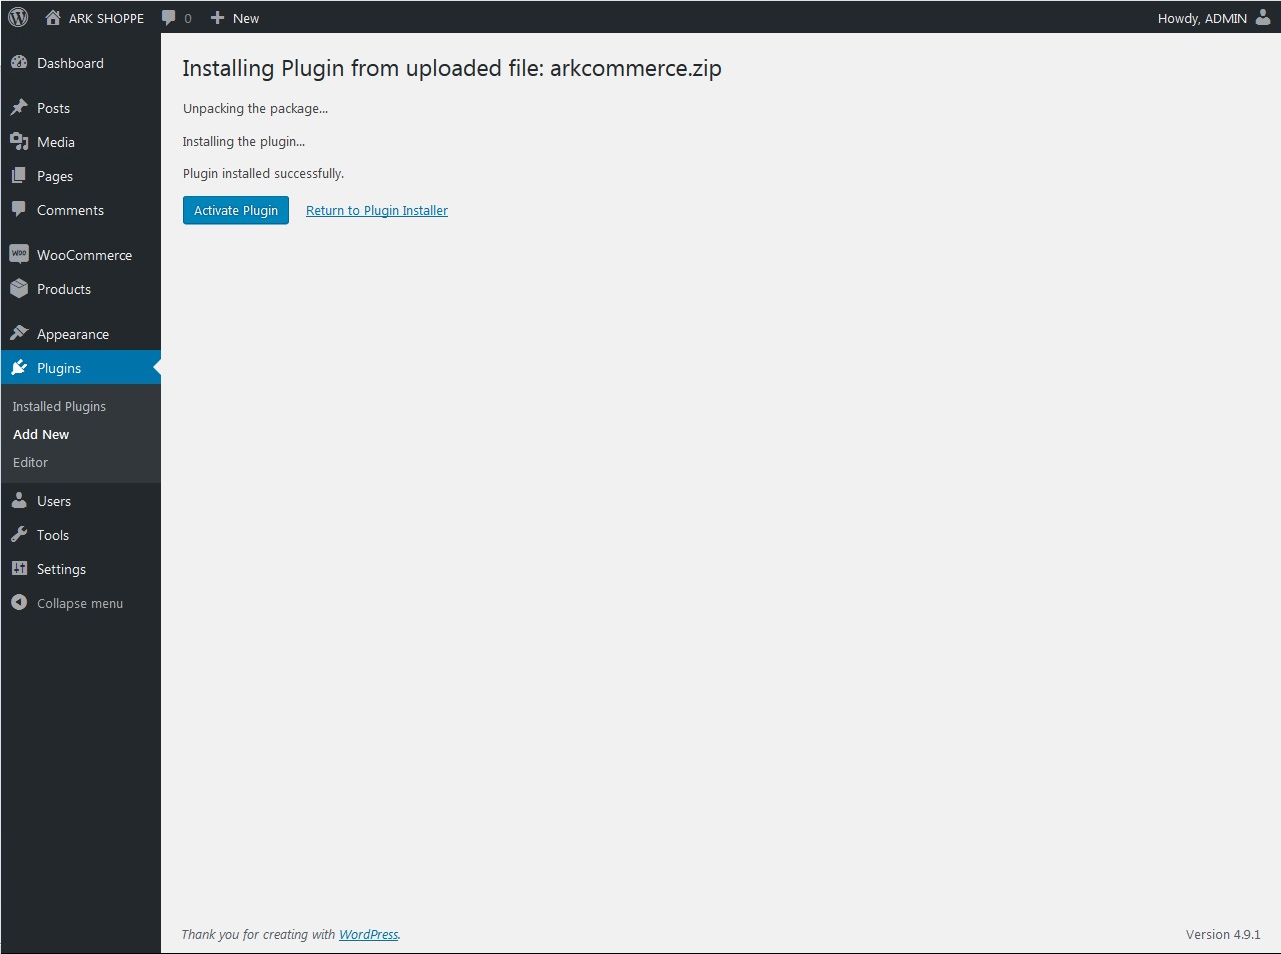 ARK SHOPPE 0 New Howdy, ADMIN
Dashboard
Posts
Media
Pages
Comments
WOO WooCommerce
Products
Appearance
Plugins
Installed Plugins
Add New
Editor
Users
Tools
Settings
Collapse menu
Installing Plugin from uploaded file: arkcommerce.zip
Unpacking the package...
Installing the plugin...
Plugin installed successfully.
Activate Plugin Return to Plugin Installer
Thank you for creating with WordPress. Version 4.9.1